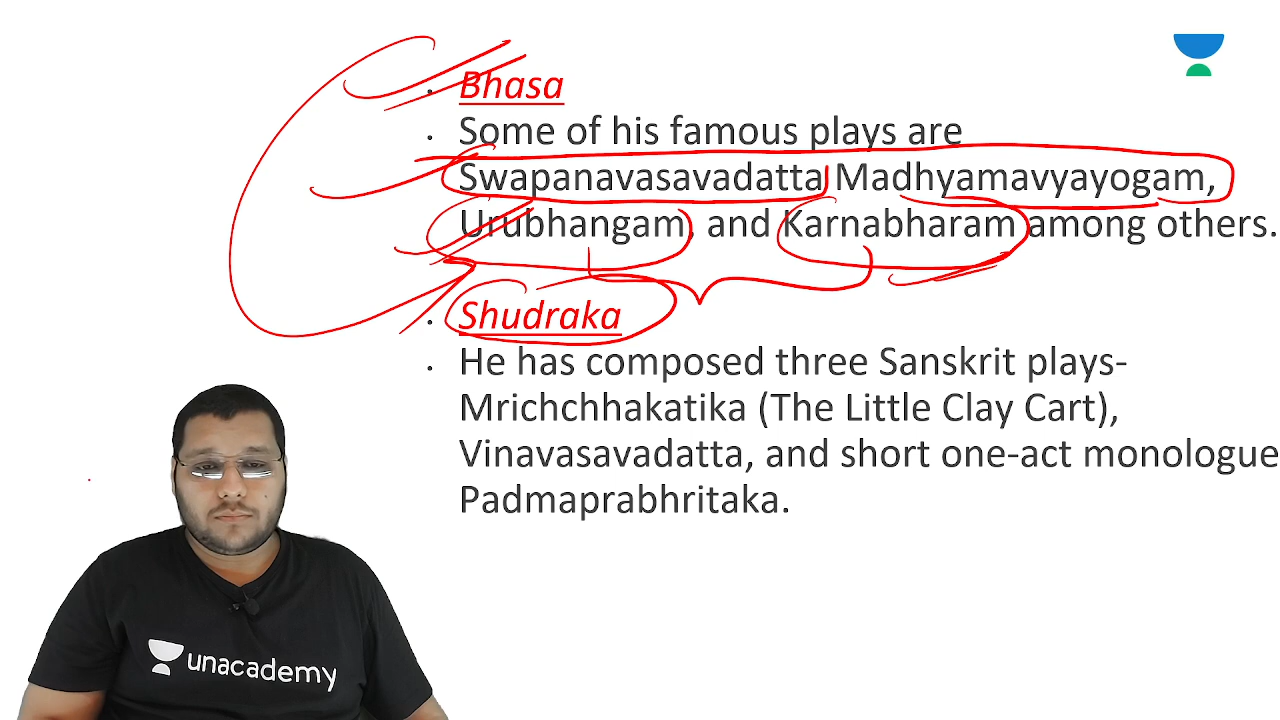 Bhasa
Some of his famous plays are
Swapanavasavadatta Madhyamavyayogam,
Urubhangam, and Karnabharam among others.
Shudraka
He has composed three Sanskrit plays-
Mrichchhakatika (The Little Clay Cart),
Vinavasavadatta, and short one-act monologue
Padmaprabhritaka.
unacademy